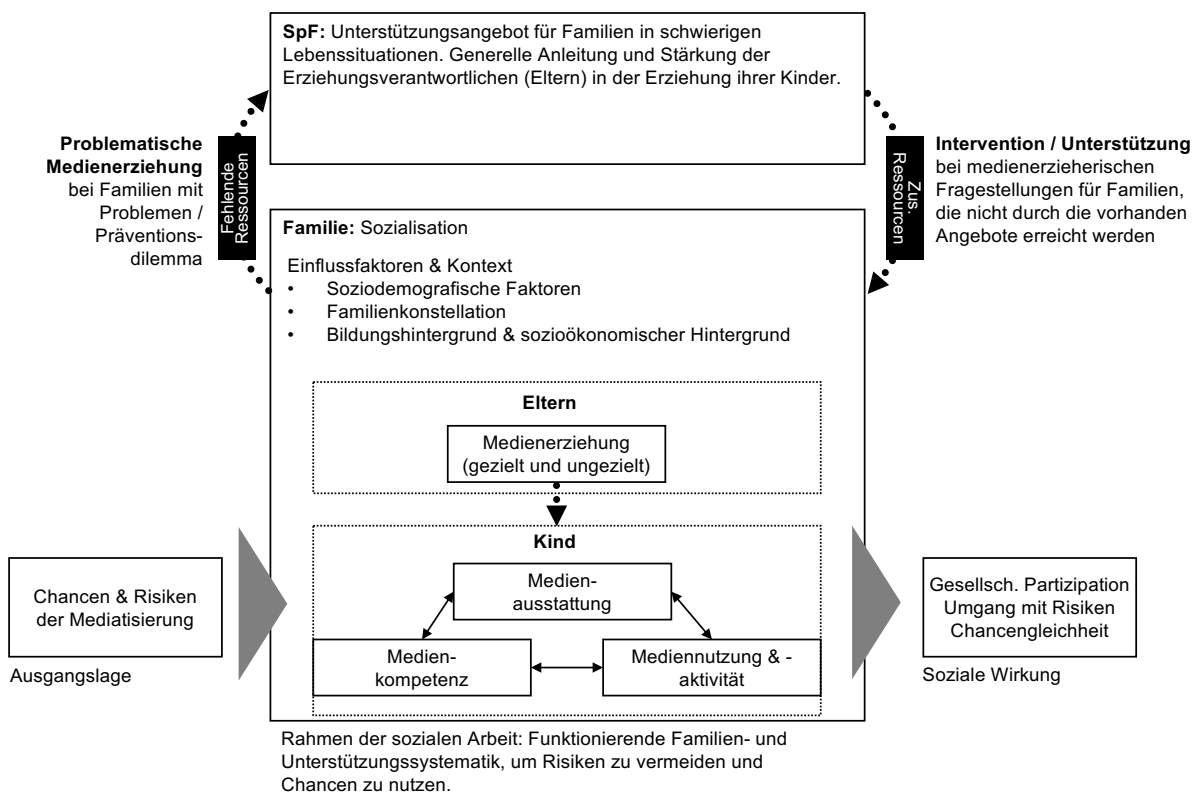 SpF: Unterstützungsangebot für Familien in schwierigen
Lebenssituationen. Generelle Anleitung und Stärkung der
Erziehungsverantwortlichen (Eltern) in der Erziehung ihrer Kinder.
Problematische
Medienerziehung
bei Familien mit
Problemen /
Präventions-
dilemma
Fehlende
Ressourcen
Zus.
Ressourcen
Intervention / Unterstützung
bei medienerzieherischen
Fragestellungen für Familien,
die nicht durch die vorhanden
Angebote erreicht werden
Familie: Sozialisation
Einflussfaktoren & Kontext
• Soziodemografische Faktoren
• Familienkonstellation
• Bildungshintergrund & sozioökonomischer Hintergrund
Eltern
Medienerziehung
(gezielt und ungezielt)
Kind
Medien-
ausstattung
Medien-
kompetenz
Mediennutzung & -
aktivität
Chancen & Risiken
der Mediatisierung
Ausgangslage
Gesellsch. Partizipation
Umgang mit Risiken
Chancengleichheit
Soziale Wirkung
Rahmen der sozialen Arbeit: Funktionierende Familien- und
Unterstützungssystematik, um Risiken zu vermeiden und
Chancen zu nutzen.